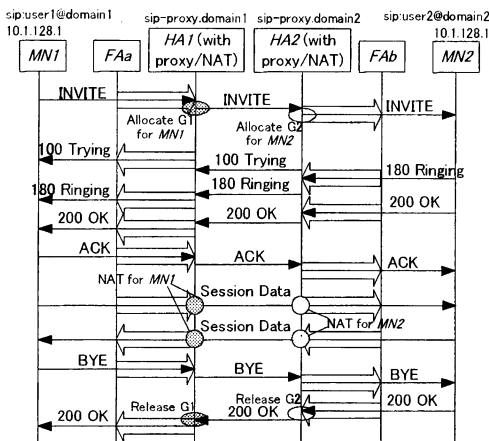 sip:user1@domain1 sip-proxy.domain1 sip-proxy.domain2 sip:user2@domain2
10.1.128.1 10.1.128.1
MN1 FAa HA1 (with proxy/NAT) HA2 (with proxy/NAT) FAb MN2
INVITE INVITE INVITE
Allocate G1 for MN1
Allocate G2 for MN2
100 Trying 100 Trying
180 Ringing 180 Ringing 180 Ringing
200 OK 200 OK 200 OK
ACK ACK ACK
NAT for MN1
Session Data
NAT for MN2
Session Data
BYE BYE BYE
Release G1 Release G2
200 OK 200 OK 200 OK